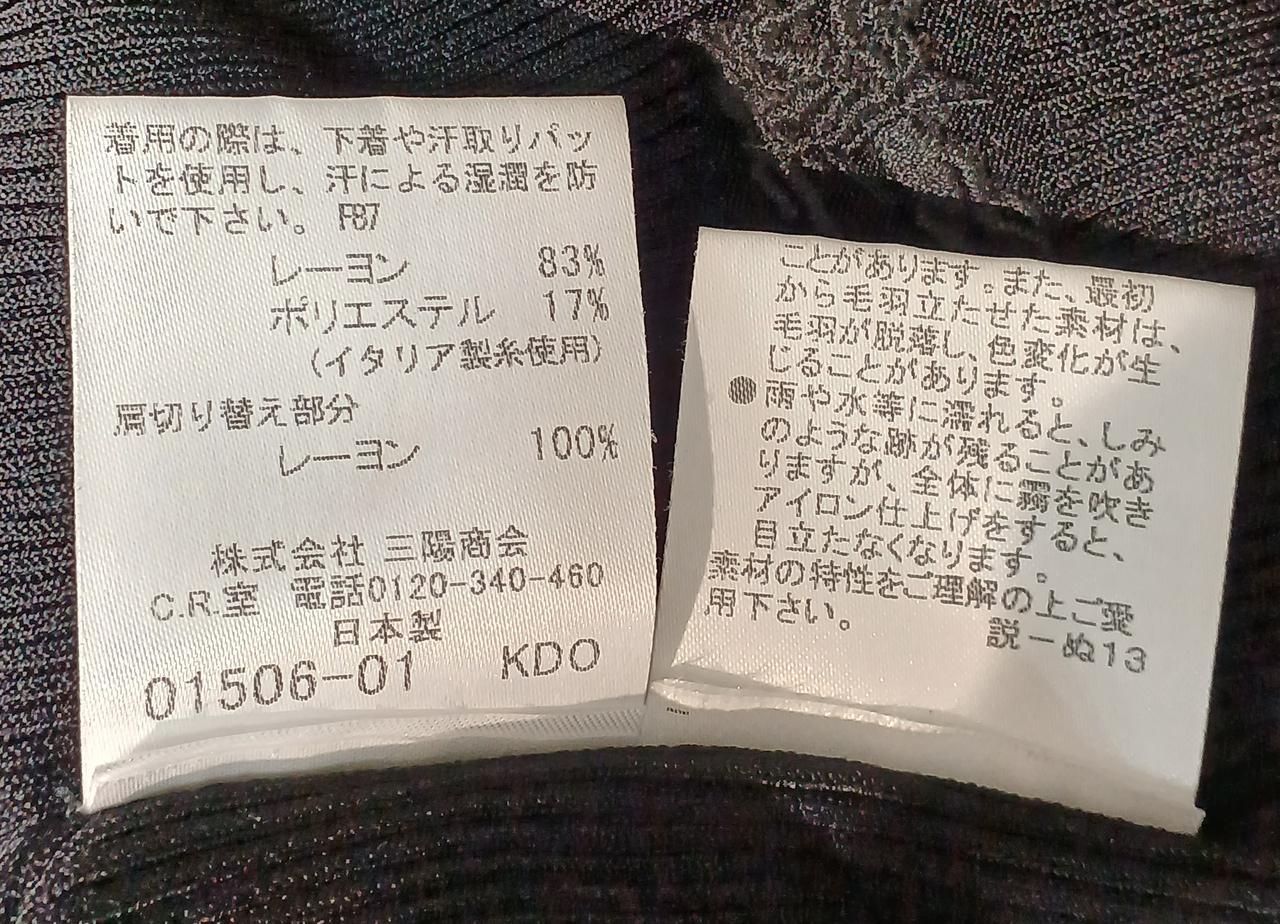 着用の際は、下着や汗取りパッ
トを使用し、汗による湿潤を防
いで下さい。 F87
レーヨン 83%
ポリエステル 17%
(イタリア製糸使用)
肩切り替え部分
レーヨン 100%
株式会社 三陽商会
C.R.室 電話0120-340-460
日本製
01506-01 KDO
ことがあります。また、最初
から毛羽立たせた素材は、
毛羽が脱落し、色変化が生
じることがあります。
●雨や水等に濡れると、しみ
のような跡が残ることがあ
りますが、全体に霧を吹き
アイロン仕上げをすると、
目立たなくなります。
素材の特性をご理解の上ご愛
用下さい。
説－ぬ13